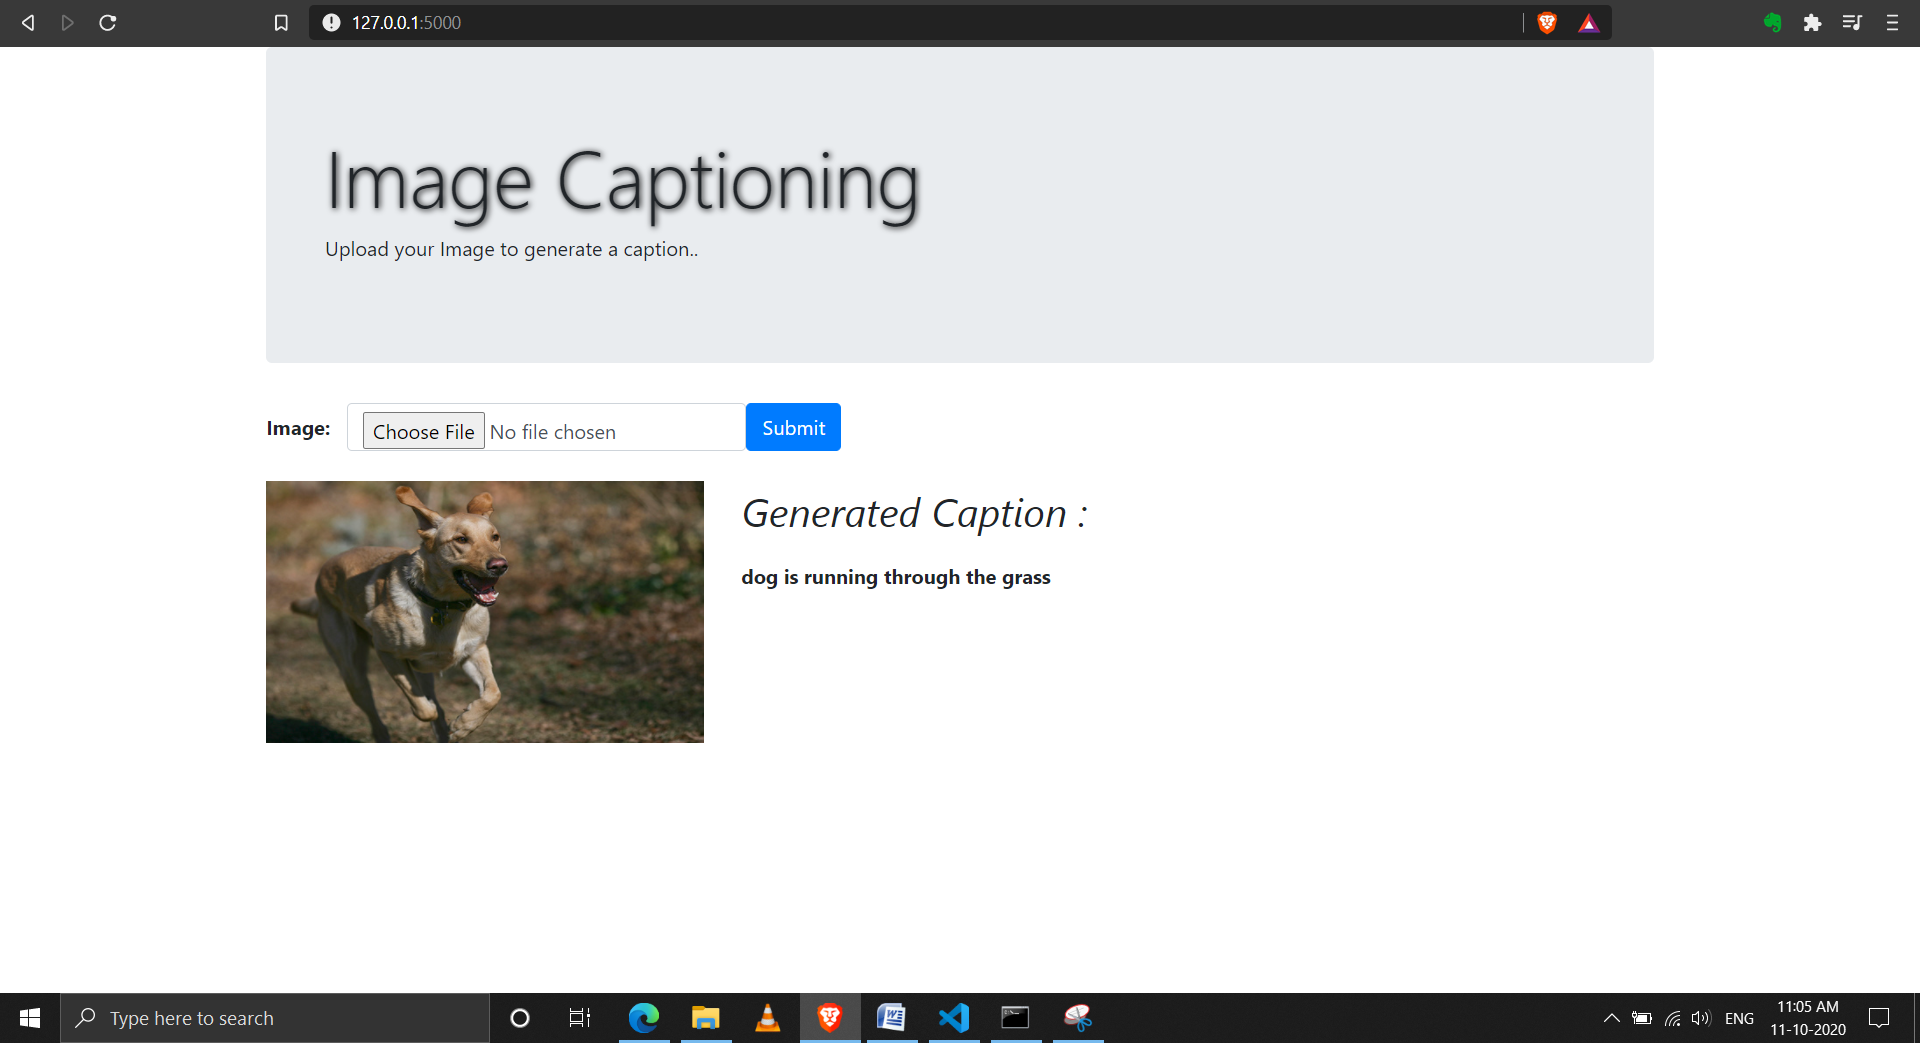 127.0.0.1:5000
Image Captioning
Upload your Image to generate a caption..
Image: Choose File No file chosen Submit
Generated Caption :
dog is running through the grass
Type here to search
ENG
11:05 AM
11-10-2020